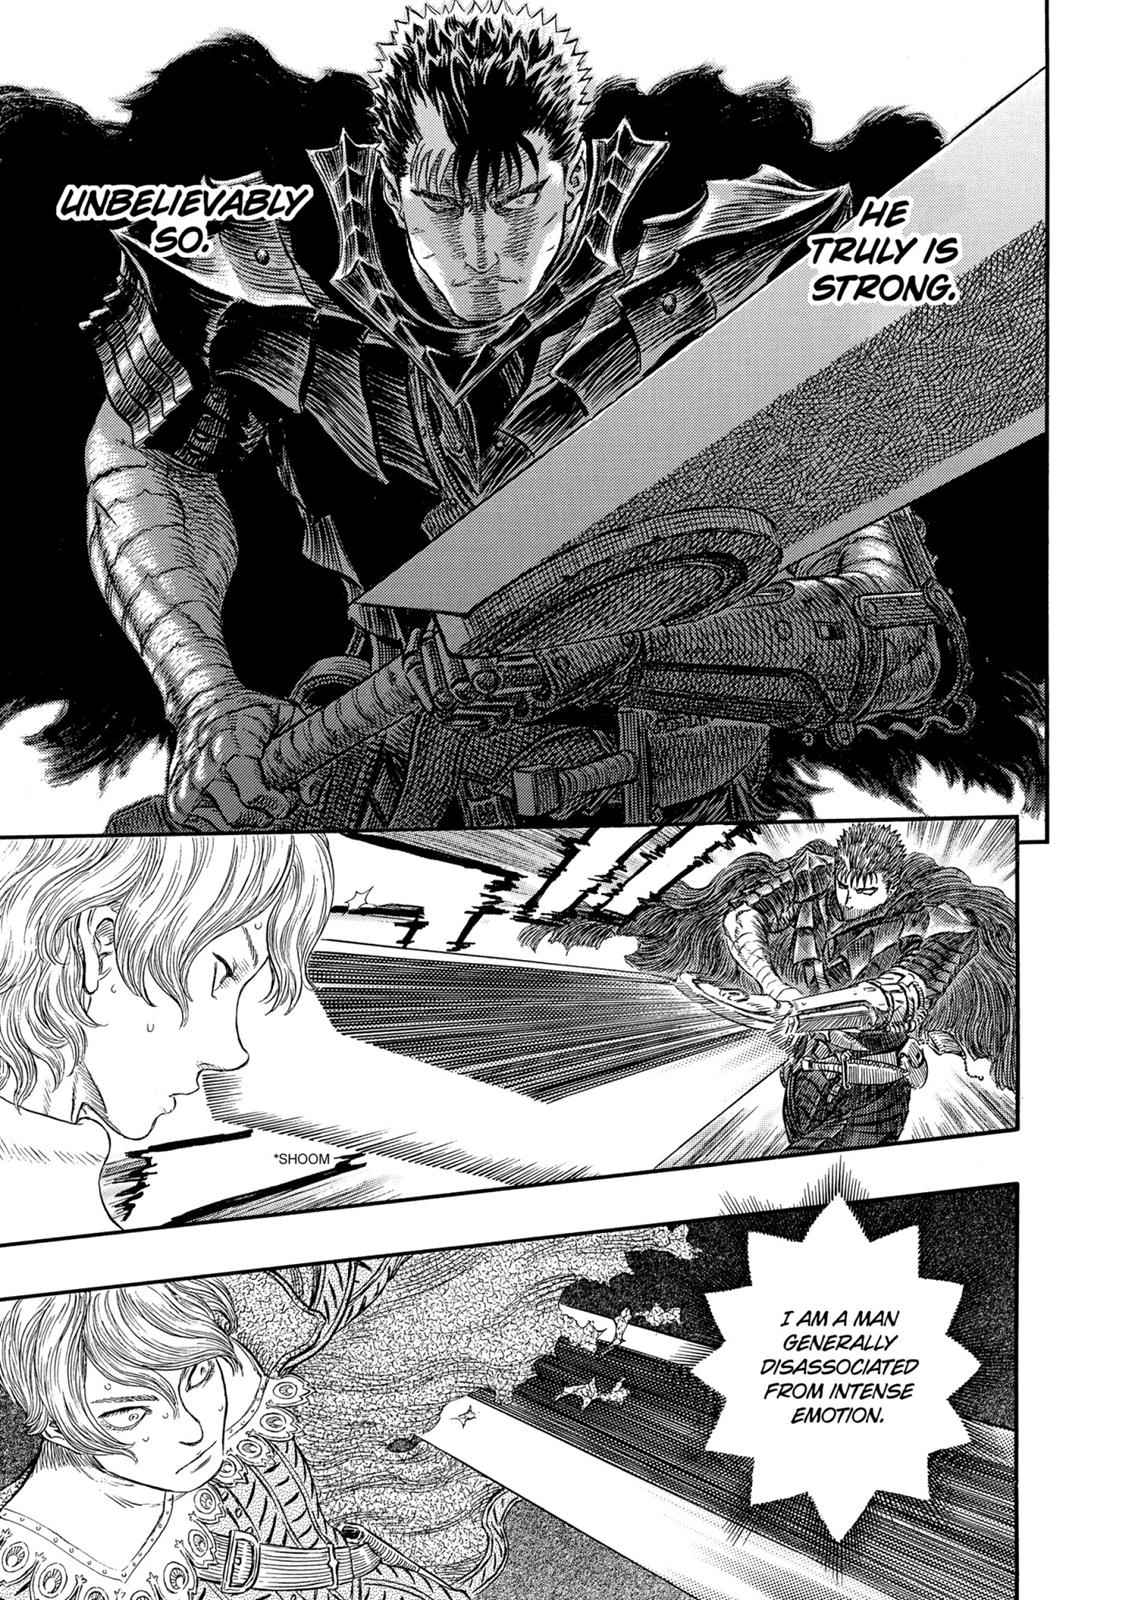 HE
TRULY IS
STRONG.
UNBELIEVABLY
SO.
*SHOOM
I AM A MAN
GENERALLY
DISASSOCIATED
FROM INTENSE
EMOTION.